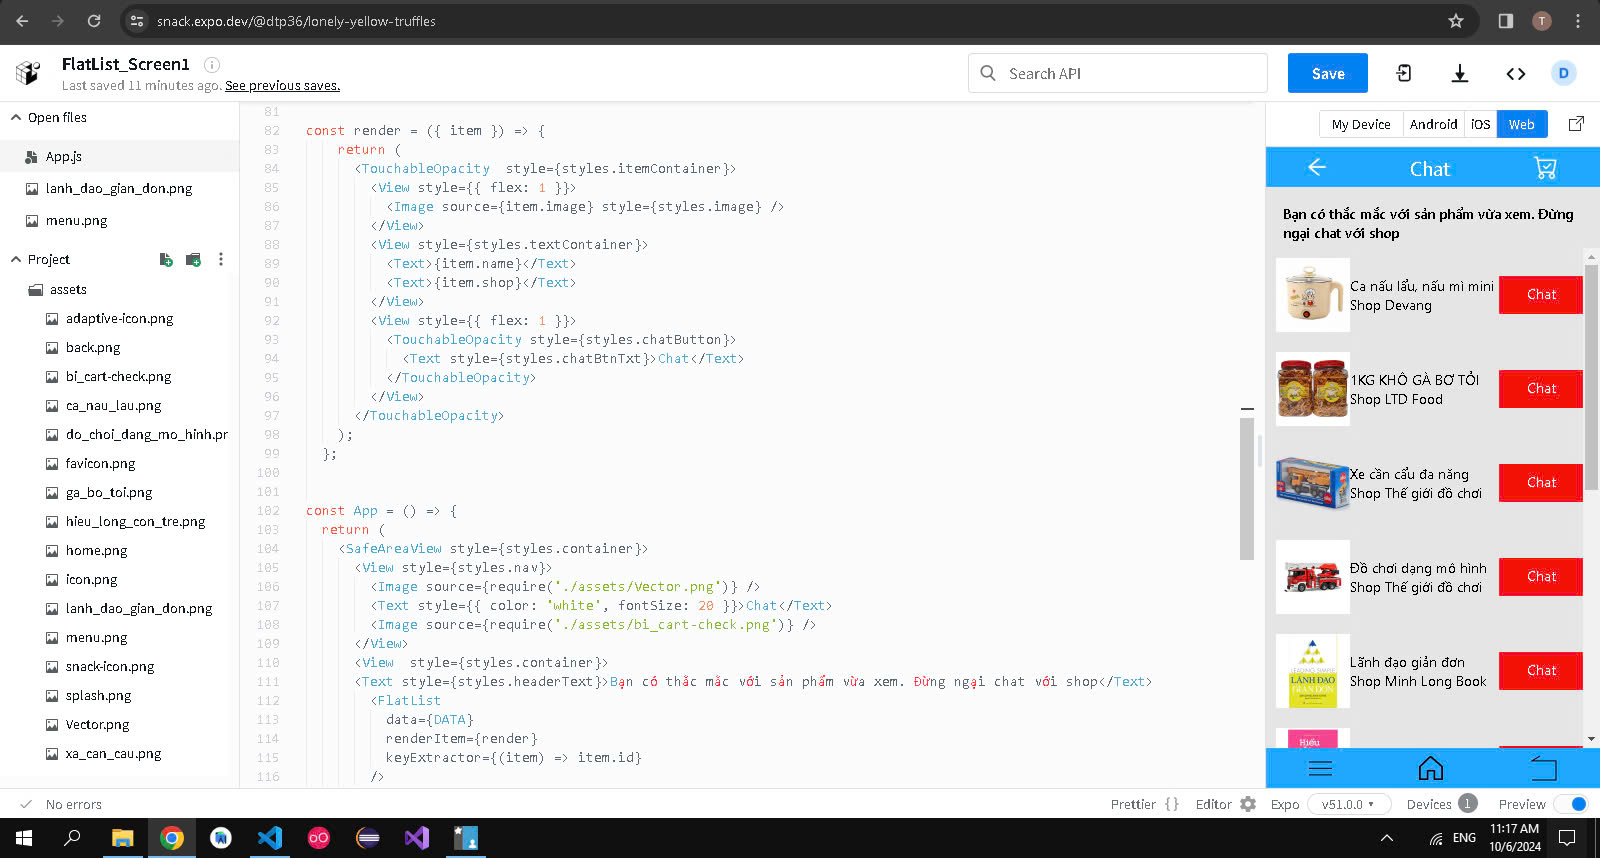 snack.expo.dev/@dtp36/lonely-yellow-truffles
T
FlatList_Screen1
Last saved 11 minutes ago. See previous saves.
Search API
Save
D
Open files
App.js
lanh_dao_gian_don.png
menu.png
Project
assets
adaptive-icon.png
back.png
bi_cart-check.png
ca_nau_lau.png
do_choi_dang_mo_hinh.pr
favicon.png
ga_bo_toi.png
hieu_long_con_tre.png
home.png
icon.png
lanh_dao_gian_don.png
menu.png
snack-icon.png
splash.png
Vector.png
xa_can_cau.png
81
82 const render = ({ item }) => {
83 return (
84 <TouchableOpacity  style={styles.itemContainer}>
85 <View style={{ flex: 1 }}>
86 <Image source={item.image} style={styles.image} />
87 </View>
88 <View style={styles.textContainer}>
89 <Text>{item.name}</Text>
90 <Text>{item.shop}</Text>
91 </View>
92 <View style={{ flex: 1 }}>
93 <TouchableOpacity style={styles.chatButton}>
94 <Text style={styles.chatBtnTxt}>Chat</Text>
95 </TouchableOpacity>
96 </View>
97 </TouchableOpacity>
98 );
99 };
100
101
102 const App = () => {
103 return (
104 <SafeAreaView style={styles.container}>
105 <View style={styles.nav}>
106 <Image source={require('./assets/Vector.png')} />
107 <Text style={{ color: 'white', fontSize: 20 }}>Chat</Text>
108 <Image source={require('./assets/bi_cart-check.png')} />
109 </View>
110 <View  style={styles.container}>
111 <Text style={styles.headerText}>Bạn có thắc mắc với sản phẩm vừa xem. Đừng ngại chat với shop</Text>
112 <FlatList
113 data={DATA}
114 renderItem={render}
115 keyExtractor={(item) => item.id}
116 />
My Device Android iOS Web
Chat
Bạn có thắc mắc với sản phẩm vừa xem. Đừng
ngại chat với shop
Ca nấu lẩu, nấu mì mini
Shop Devang
Chat
1KG KHÔ GÀ BƠ TỎI
Shop LTD Food
Chat
Xe cần cẩu đa năng
Shop Thế giới đồ chơi
Chat
Đồ chơi dạng mô hình
Shop Thế giới đồ chơi
Chat
LEADING SIMPLE
LÃNH ĐẠO
GIẢN ĐƠN
Lãnh đạo giản đơn
Shop Minh Long Book
Chat
Hiểu
No errors
Prettier {} Editor Expo v51.0.0 Devices 1 Preview
ENG
11:17 AM
10/6/2024